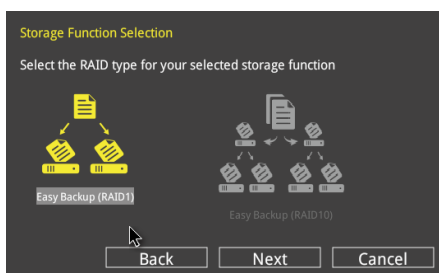 Storage Function Selection
Select the RAID type for your selected storage function
Easy Backup (RAID1)
Easy Backup (RAID10)
Back
Next
Cancel